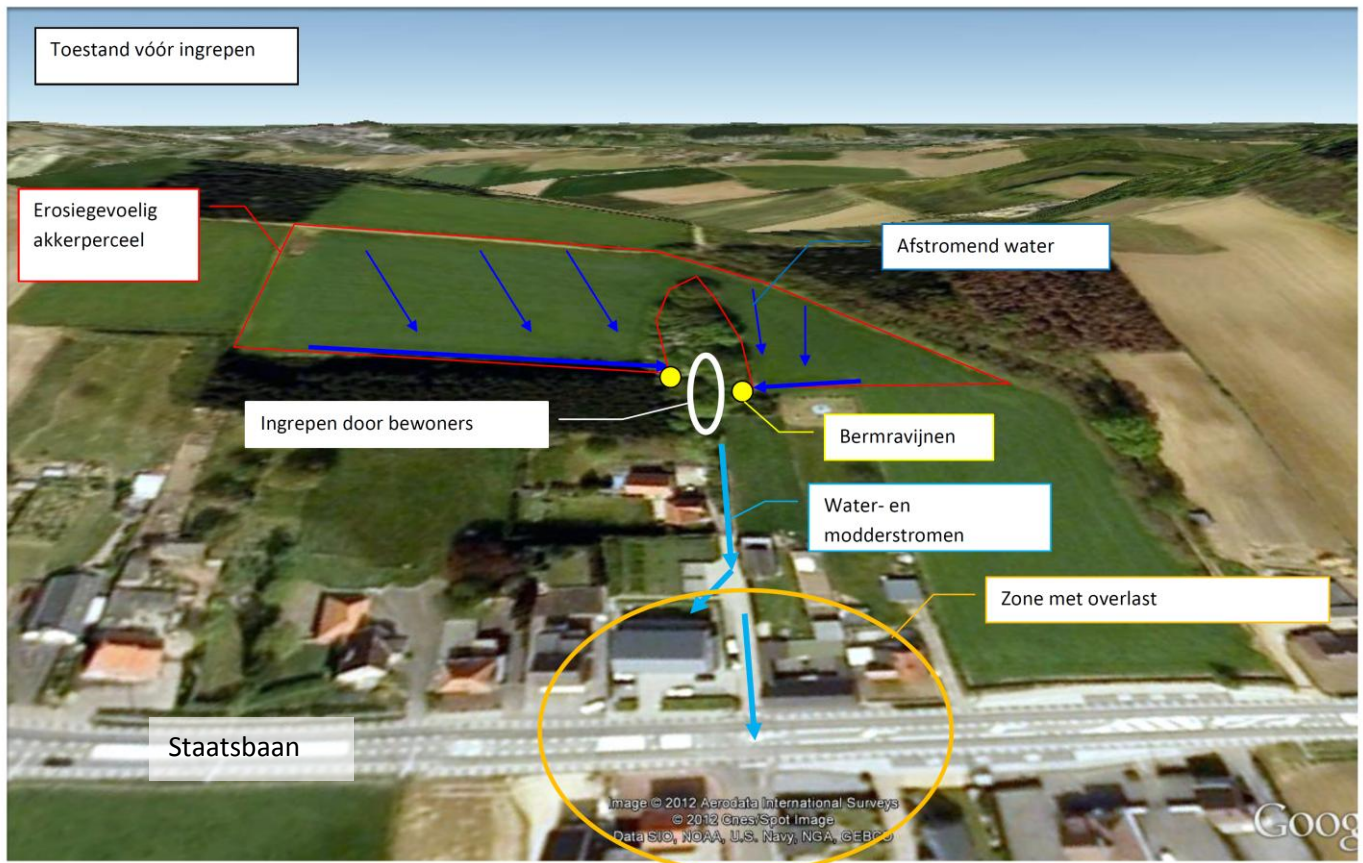 Toestand vóór ingrepen
Erosiegevoelig
akkerperceel
Afstromend water
Ingrepen door bewoners
Bermravijnen
Water- en
modderstromen
Zone met overlast
Staatsbaan
Image © 2012 Aerodata International Surveys
© 2012 Cnes/Spot Image
Data SIO, NOAA, U.S. Navy, NGA, GEBCO
Goog